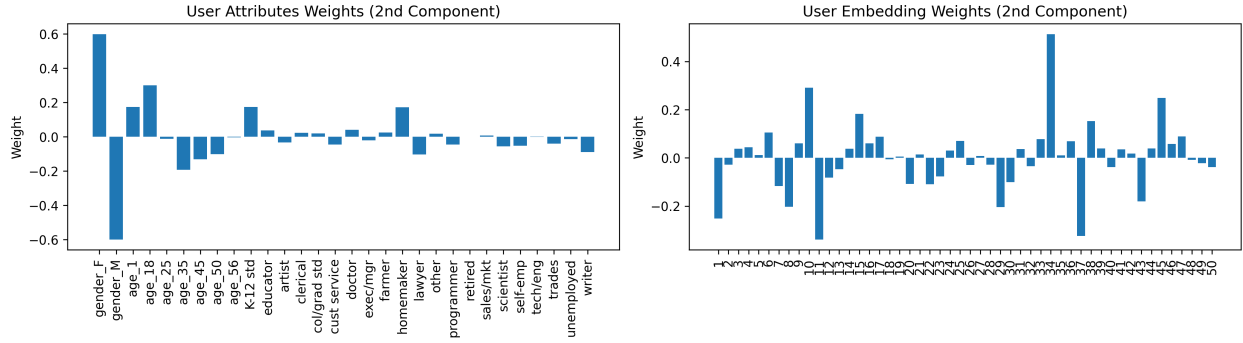 User Attributes Weights (2nd Component)
Weight
0.6
0.4
0.2
0.0
−0.2
−0.4
−0.6
gender_F
gender_M
age_1
age_18
age_25
age_35
age_45
age_50
age_56
K-12 std
educator
artist
clerical
col/grad std
cust service
doctor
exec/mgr
farmer
homemaker
lawyer
other
programmer
retired
sales/mkt
scientist
self-emp
tech/eng
trades
unemployed
writer
User Embedding Weights (2nd Component)
Weight
0.4
0.2
0.0
−0.2
1
2
3
4
5
6
7
8
9
10
11
12
13
14
15
16
17
18
19
20
21
22
23
24
25
26
27
28
29
30
31
32
33
34
35
36
37
38
39
40
41
42
43
44
45
46
47
48
49
50